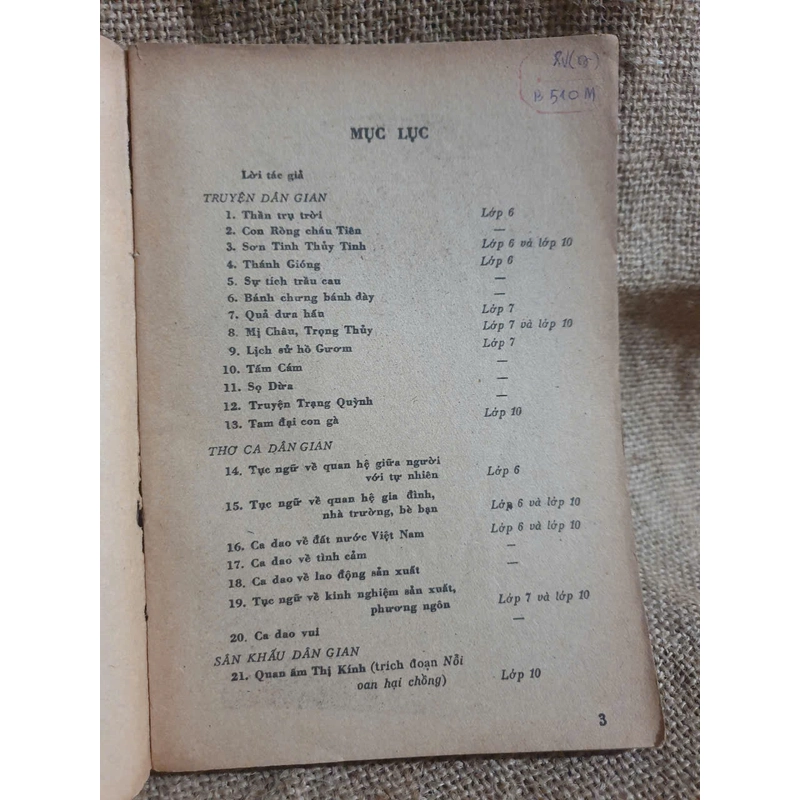 B 510 M
MỤC LỤC
Lời tác giả
TRUYỆN DÂN GIAN
1. Thần trụ trời Lớp 6
2. Con Rồng cháu Tiên —
3. Sơn Tinh Thủy Tinh Lớp 6 và lớp 10
4. Thánh Gióng Lớp 6
5. Sự tích trầu cau —
6. Bánh chưng bánh dày —
7. Quả dưa hấu Lớp 7
8. Mị Châu, Trọng Thủy Lớp 7 và lớp 10
9. Lịch sử hồ Gươm Lớp 7
10. Tấm Cám —
11. Sọ Dừa —
12. Truyện Trạng Quỳnh —
13. Tam đại con gà Lớp 10
THƠ CA DÂN GIAN
14. Tục ngữ về quan hệ giữa người
với tự nhiên Lớp 6
15. Tục ngữ về quan hệ gia đình,
nhà trường, bè bạn Lớp 6 và lớp 10
16. Ca dao về đất nước Việt Nam Lớp 6 và lớp 10
17. Ca dao về tình cảm —
18. Ca dao về lao động sản xuất —
19. Tục ngữ về kinh nghiệm sản xuất,
phương ngôn, Lớp 7 và lớp 10
20. Ca dao vui —
SÂN KHẤU DÂN GIAN
21. Quan âm Thị Kính (trích đoạn Nỗi
oan hại chồng) Lớp 10
3